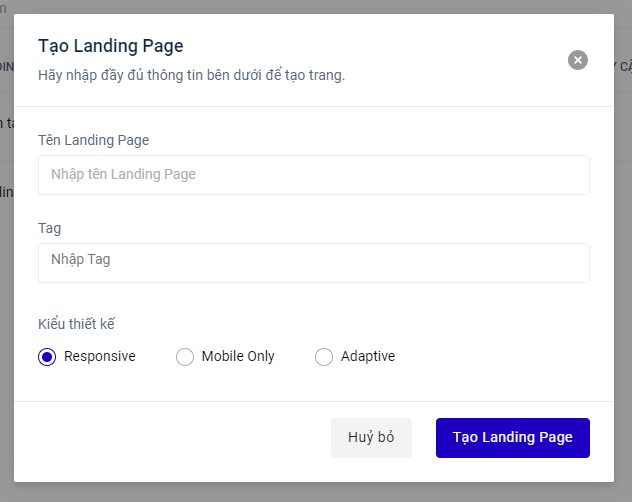 Tạo Landing Page
Hãy nhập đầy đủ thông tin bên dưới để tạo trang.
Tên Landing Page
Nhập tên Landing Page
Tag
Nhập Tag
Kiểu thiết kế
Responsive Mobile Only Adaptive
Huỷ bỏ Tạo Landing Page